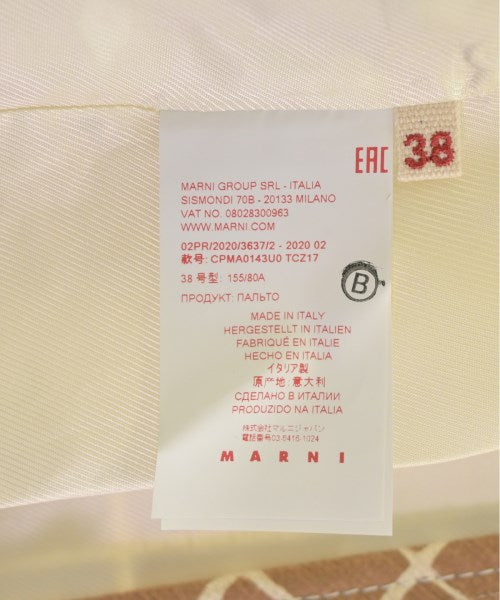 EAC
38
MARNI GROUP SRL - ITALIA
SISMONDI 70B - 20133 MILANO
VAT NO. 08028300963
WWW.MARNI.COM
02PR/2020/3637/2 - 2020 02
款号: CPMA0143U0 TCZ17
38 号型: 155/80A
B
ПРОДУКТ: ПАЛЬТО
MADE IN ITALY
HERGESTELLT IN ITALIEN
FABRIQUÉ EN ITALIE
HECHO EN ITALIA
イタリア製
原产地: 意大利
СДЕЛАНО В ИТАЛИИ
PRODUZIDO NA ITALIA
株式会社マルニジャパン
電話番号03-6416-1024
MARNI